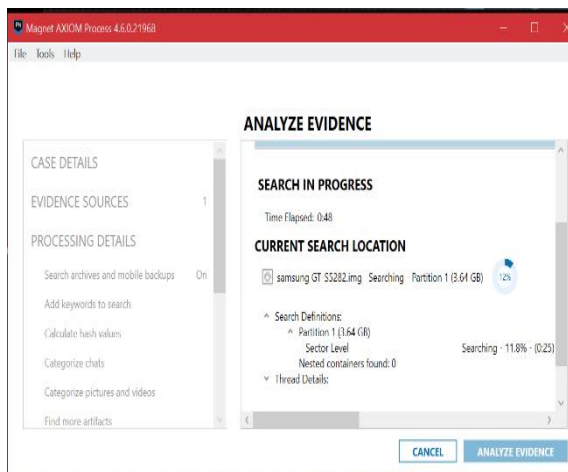 Magnet AXIOM Process 4.6.0.21968
File Tools Help
ANALYZE EVIDENCE
CASE DETAILS
EVIDENCE SOURCES 1
PROCESSING DETAILS
Search archives and mobile backups On
Add keywords to search
Calculate hash values
Categorize chats
Categorize pictures and videos
Find more artifacts
SEARCH IN PROGRESS
Time Elapsed: 0:48
CURRENT SEARCH LOCATION
samsung GT S5282.img Searching Partition 1 (3.64 GB) 12%
Search Definitions:
Partition 1 (3.64 GB)
Sector Level Searching - 11.8% - (0:25)
Nested containers found: 0
Thread Details:
CANCEL ANALYZE EVIDENCE